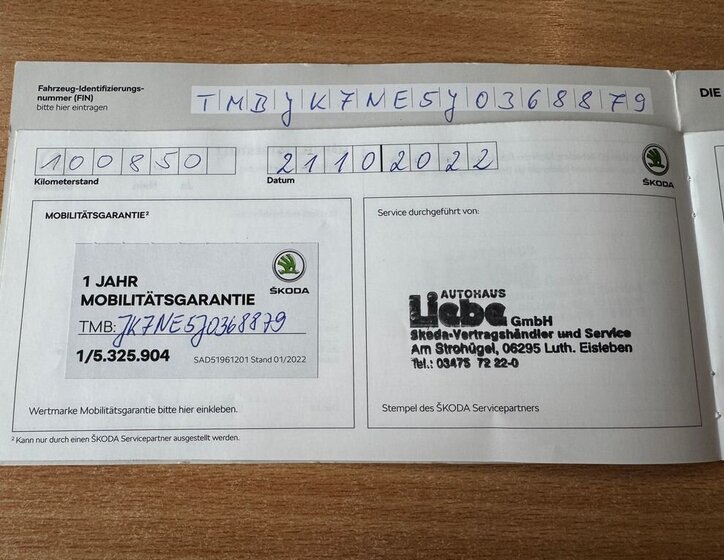 Fahrzeug-Identifizierungs-
nummer (FIN)
bitte hier eintragen
TMBJK7NE5J0368879
DIE
100850
Kilometerstand
21102022
Datum
ŠKODA
MOBILITÄTSGARANTIE²
1 JAHR
MOBILITÄTSGARANTIE
ŠKODA
TMB: JK7NE5J0368879
1/5.325.904
SAD51961201 Stand 01/2022
Wertmarke Mobilitätsgarantie bitte hier einkleben.
Service durchgeführt von:
AUTOHAUS
Liebe GmbH
Skoda-Vertragshändler und Service
Am Strohügel, 06295 Luth. Eisleben
Tel.: 03475 72 22-0
Stempel des ŠKODA Servicepartners
² Kann nur durch einen ŠKODA Servicepartner ausgestellt werden.